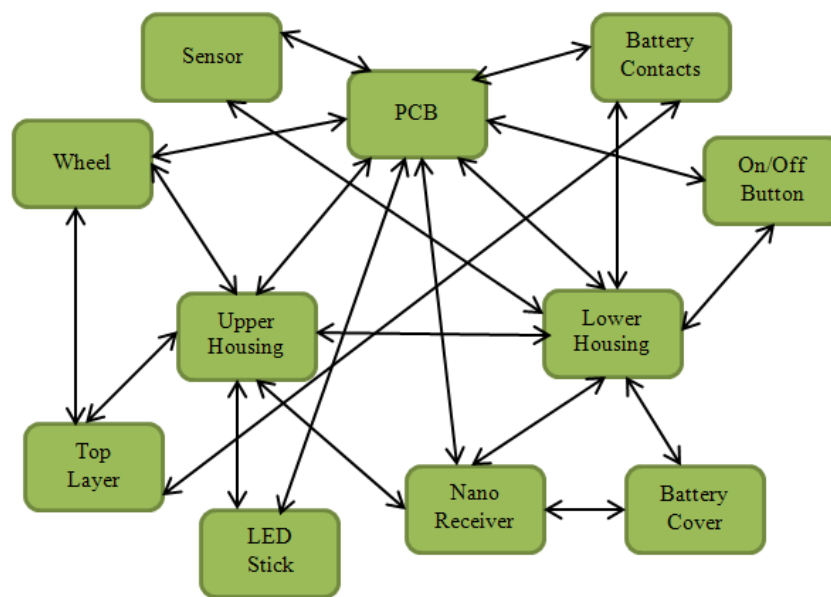 Sensor
Battery
Contacts
PCB
Wheel
On/Off
Button
Upper
Housing
Lower
Housing
Top
Layer
Nano
Receiver
Battery
Cover
LED
Stick